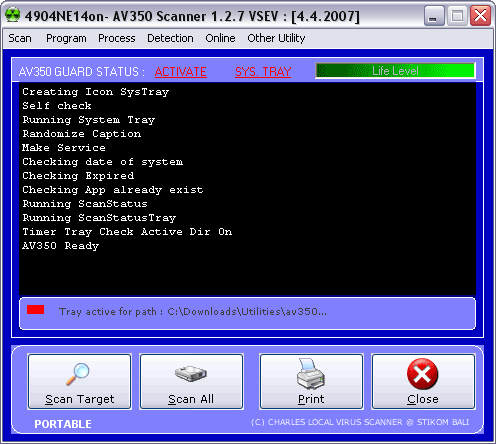 4904NE14on- AV350 Scanner 1.2.7 VSEV : [4.4.2007]
Scan Program Process Detection Online Other Utility
AV350 GUARD STATUS : ACTIVATE SYS. TRAY Life Level
Creating Icon SysTray
Self check
Running System Tray
Randomize Caption
Make Service
Checking date of system
Checking Expired
Checking App already exist
Running ScanStatus
Running ScanStatusTray
Timer Tray Check Active Dir On
AV350 Ready
Tray active for path : C:\Downloads\Utilities\av350...
Scan Target Scan All Print Close
PORTABLE (C) CHARLES LOCAL VIRUS SCANNER @ STIKOM BALI